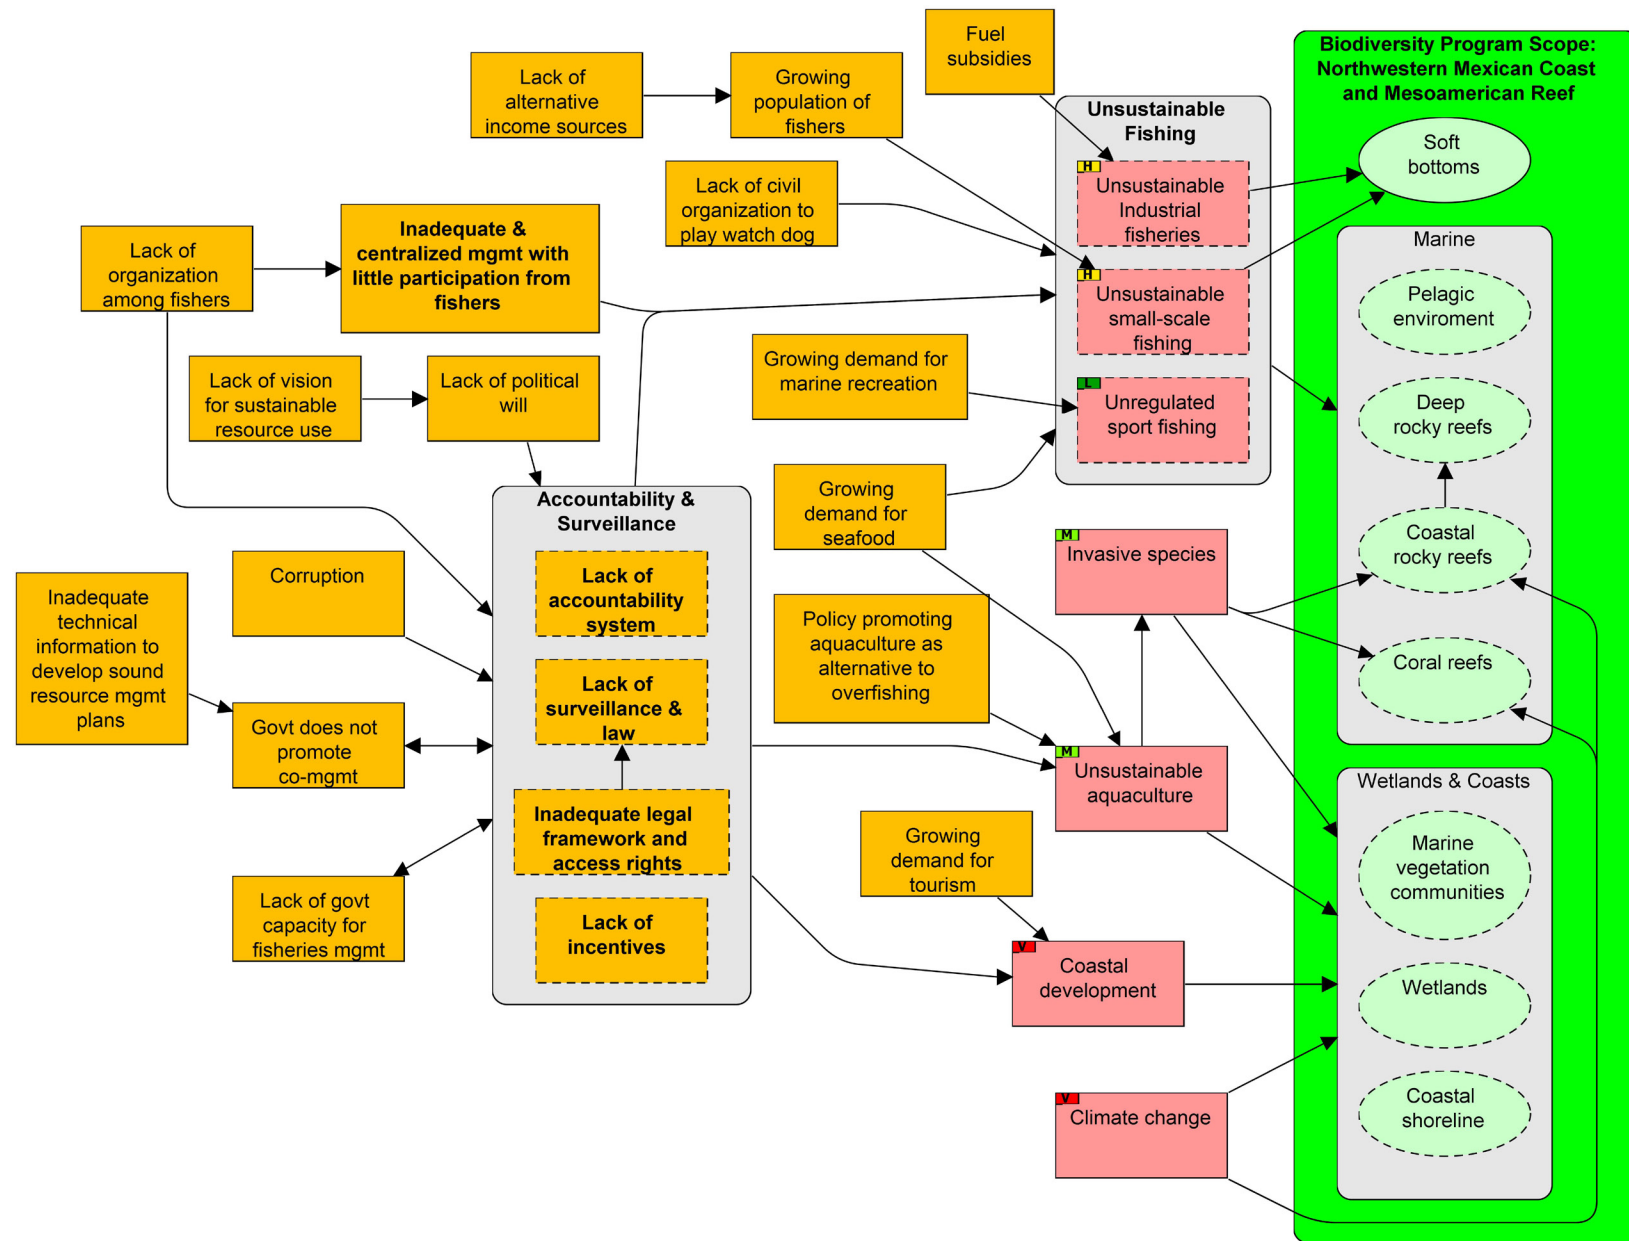 Fuel
subsidies
Biodiversity Program Scope:
Northwestern Mexican Coast
and Mesoamerican Reef
Lack of
alternative
income sources
Growing
population of
fishers
Unsustainable
Fishing
Soft
bottoms
Lack of civil
organization to
play watch dog
H
Unsustainable
Industrial
fisheries
Lack of
organization
among fishers
Inadequate &
centralized mgmt with
little participation from
fishers
Marine
H
Unsustainable
small-scale
fishing
Pelagic
enviroment
Lack of vision
for sustainable
resource use
Lack of political
will
Growing demand for
marine recreation
L
Unregulated
sport fishing
Deep
rocky reefs
Accountability &
Surveillance
Growing
demand for
seafood
M
Invasive species
Coastal
rocky reefs
Lack of
accountability
system
Corruption
Inadequate
technical
information to
develop sound
resource mgmt
plans
Policy promoting
aquaculture as
alternative to
overfishing
Coral reefs
Lack of
surveillance &
law
Govt does not
promote
co-mgmt
M
Unsustainable
aquaculture
Wetlands & Coasts
Inadequate legal
framework and
access rights
Growing
demand for
tourism
Marine
vegetation
communities
Lack of govt
capacity for
fisheries mgmt
Lack of
incentives
V
Coastal
development
Wetlands
V
Climate change
Coastal
shoreline